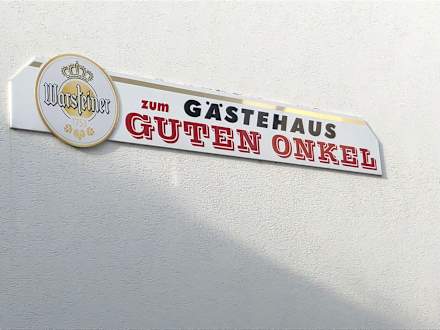 Warsteiner
zum GÄSTEHAUS
GUTEN ONKEL